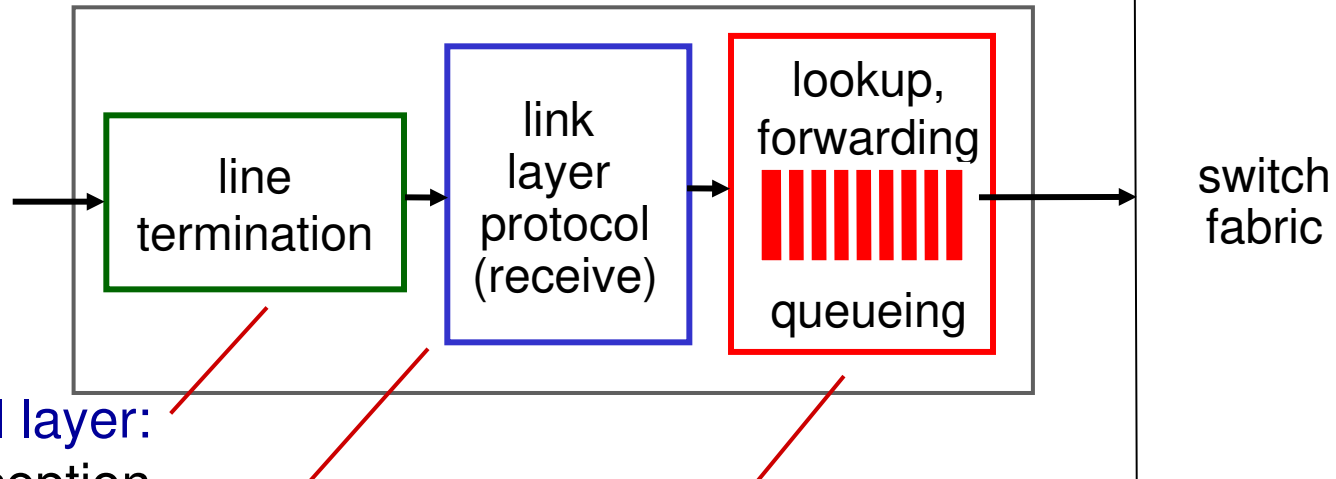 line
termination
link
layer
protocol
(receive)
lookup,
forwarding
queueing
switch
fabric
layer: